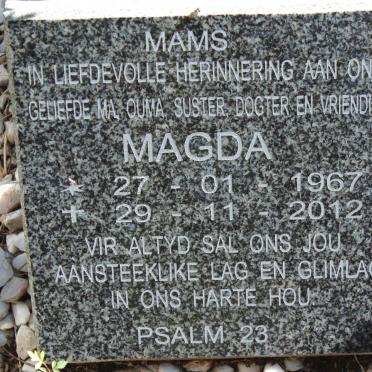 MAMS
IN LIEFDEVOLLE HERINNERING AAN ON
GELIEFDE MA, OUMA, SUSTER, DOGTER EN VRIENDI
MAGDA
* 27 - 01 - 1967
+ 29 - 11 - 2012
VIR ALTYD SAL ONS JOU
AANSTEEKLIKE LAG EN GLIMLAG
IN ONS HARTE HOU
PSALM 23